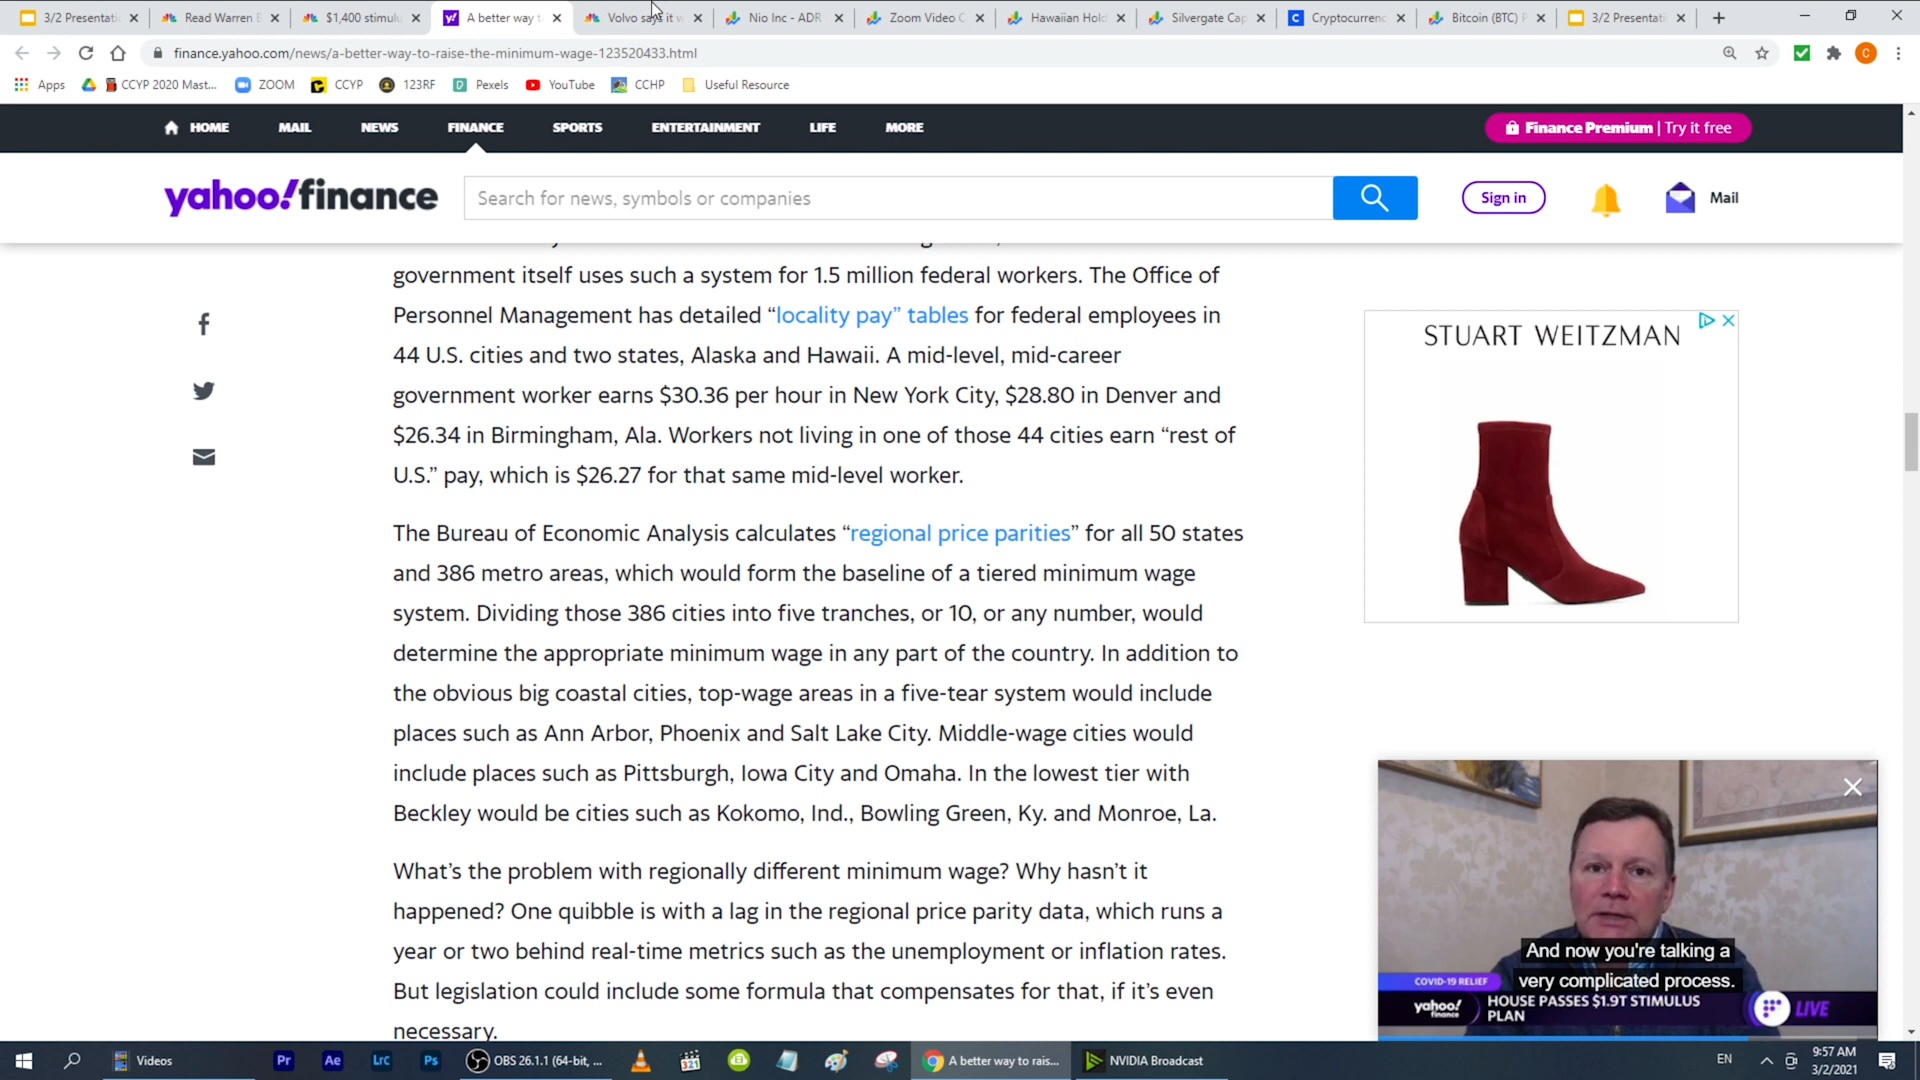 3/2 Presentati
Read Warren B
$1,400 stimulu
A better way t
Volvo says it w
Nio Inc - ADR
Zoom Video C
Hawaiian Hold
Silvergate Cap
Cryptocurrenc
Bitcoin (BTC) P
3/2 Presentati
finance.yahoo.com/news/a-better-way-to-raise-the-minimum-wage-123520433.html
Apps
CCYP 2020 Mast...
ZOOM
CCYP
123RF
Pexels
YouTube
CCHP
Useful Resource
HOME MAIL NEWS FINANCE SPORTS ENTERTAINMENT LIFE MORE
Finance Premium | Try it free
yahoo!finance
Search for news, symbols or companies
Sign in
Mail
government itself uses such a system for 1.5 million federal workers. The Office of
Personnel Management has detailed “locality pay” tables for federal employees in
44 U.S. cities and two states, Alaska and Hawaii. A mid-level, mid-career
government worker earns $30.36 per hour in New York City, $28.80 in Denver and
$26.34 in Birmingham, Ala. Workers not living in one of those 44 cities earn “rest of
U.S.” pay, which is $26.27 for that same mid-level worker.
The Bureau of Economic Analysis calculates “regional price parities” for all 50 states
and 386 metro areas, which would form the baseline of a tiered minimum wage
system. Dividing those 386 cities into five tranches, or 10, or any number, would
determine the appropriate minimum wage in any part of the country. In addition to
the obvious big coastal cities, top-wage areas in a five-tear system would include
places such as Ann Arbor, Phoenix and Salt Lake City. Middle-wage cities would
include places such as Pittsburgh, Iowa City and Omaha. In the lowest tier with
Beckley would be cities such as Kokomo, Ind., Bowling Green, Ky. and Monroe, La.
What’s the problem with regionally different minimum wage? Why hasn’t it
happened? One quibble is with a lag in the regional price parity data, which runs a
year or two behind real-time metrics such as the unemployment or inflation rates.
But legislation could include some formula that compensates for that, if it’s even
necessary.
STUART WEITZMAN
And now you're talking a
very complicated process.
COVID-19 RELIEF
yahoo!
finance
HOUSE PASSES $1.9T STIMULUS
PLAN
LIVE
Videos
Pr
Ae
Lrc
Ps
OBS 26.1.1 (64-bit, ...
A better way to rais...
NVIDIA Broadcast
EN
9:57 AM
3/2/2021